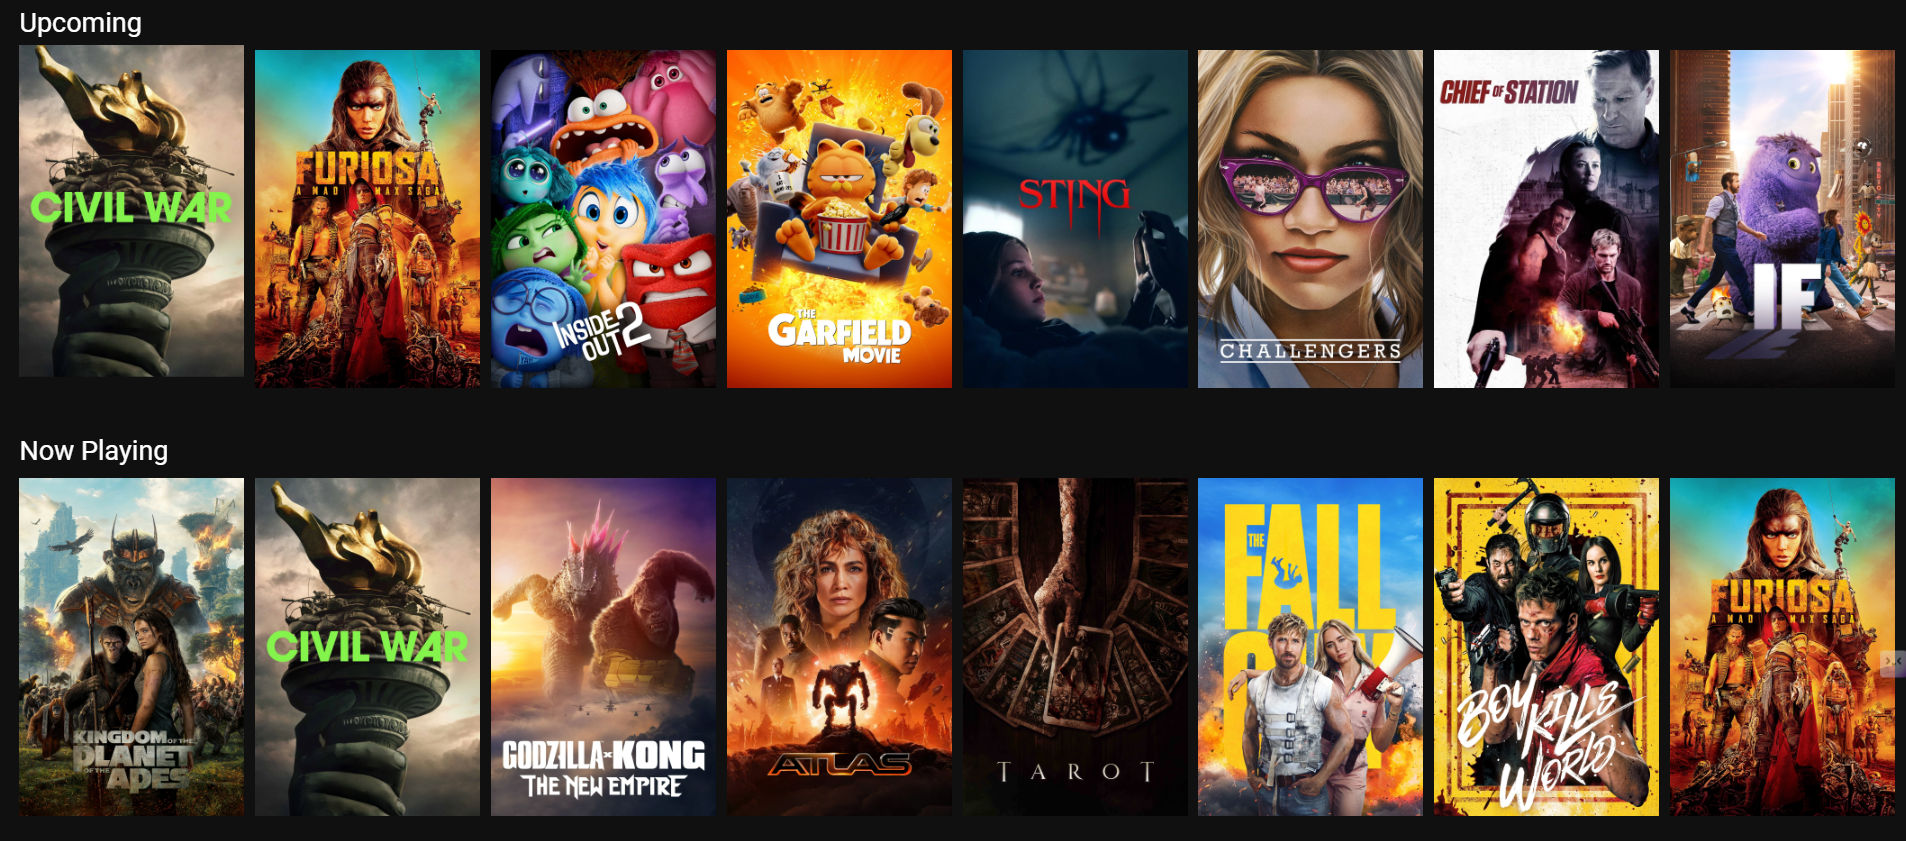 Upcoming
CIVIL WAR
FURIOSA
A MAD MAX SAGA
INSIDE
OUT 2
THE
GARFIELD
MOVIE
STING
CHALLENGERS
CHIEF OF STATION
IF
Now Playing
KINGDOM OF THE
PLANET
OF THE APES
CIVIL WAR
GODZILLA x KONG
THE NEW EMPIRE
ATLAS
TAROT
THE
FALL
GUY
BOY KILLS
WORLD
FURIOSA
A MAD MAX SAGA